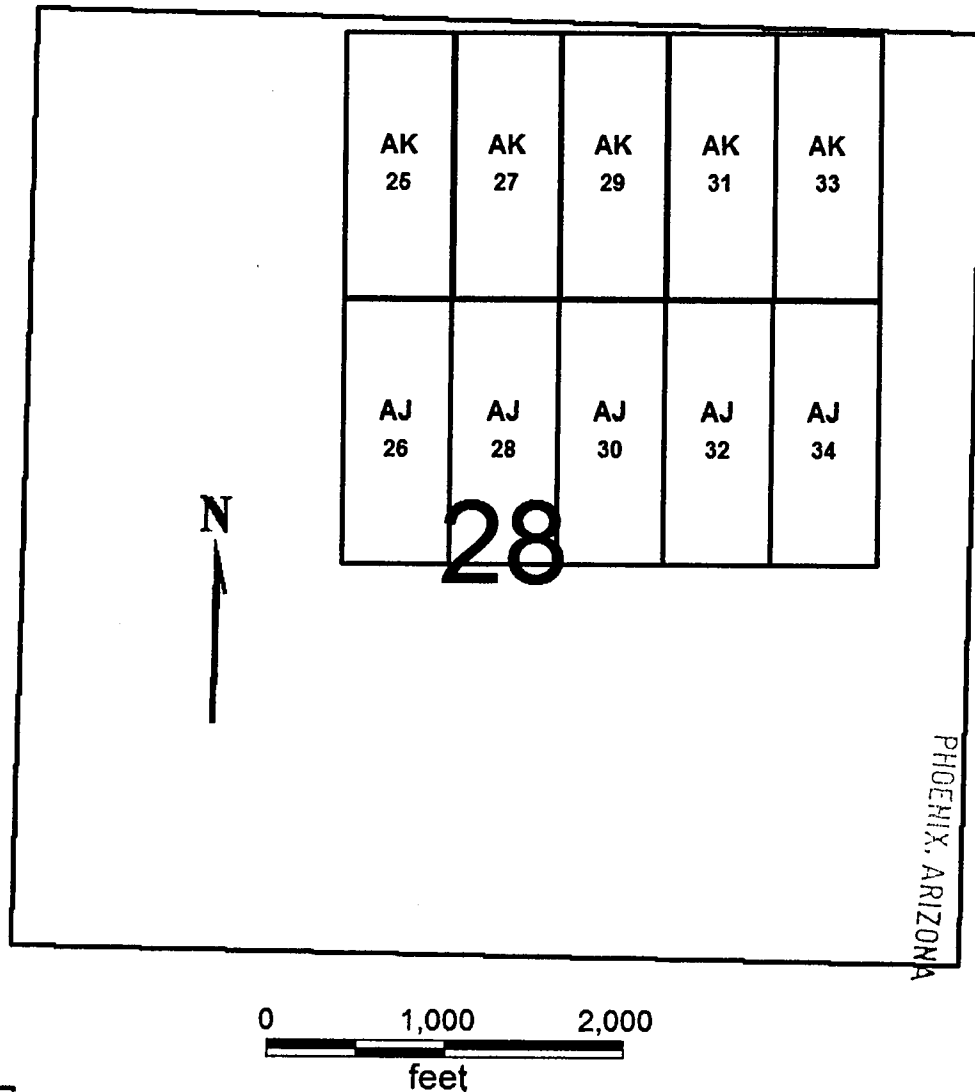 AK AK AK AK AK
25 27 29 31 33
AJ AJ AJ AJ AJ
26 28 30 32 34
28
N
PHOENIX, ARIZONA
0 1,000 2,000
feet